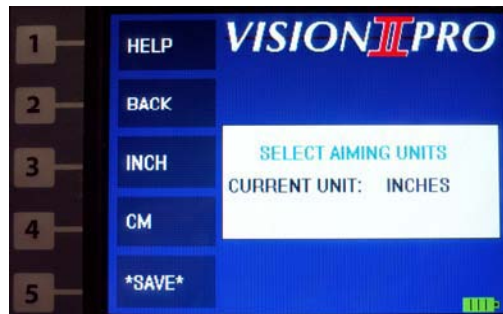 VISION II PRO
1 HELP
2 BACK
3 INCH
4 CM
5 *SAVE*
SELECT AIMING UNITS
CURRENT UNIT: INCHES